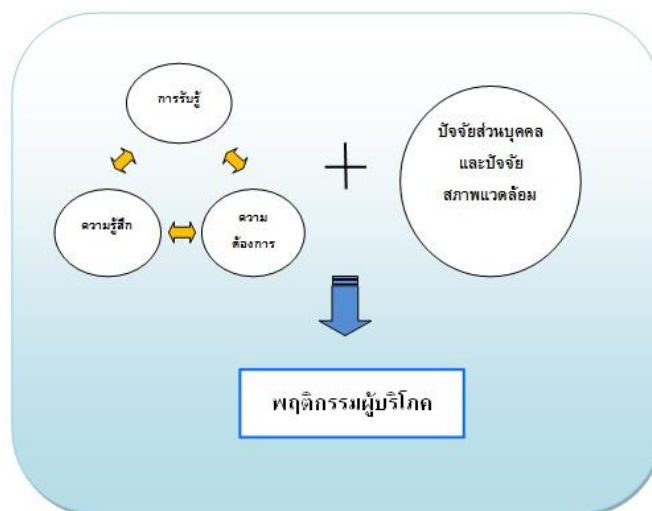 การรับรู้
ความรู้สึก
ความ
ต้องการ
ปัจจัยส่วนบุคคล
และปัจจัย
สภาพแวดล้อม
พฤติกรรมผู้บริโภค